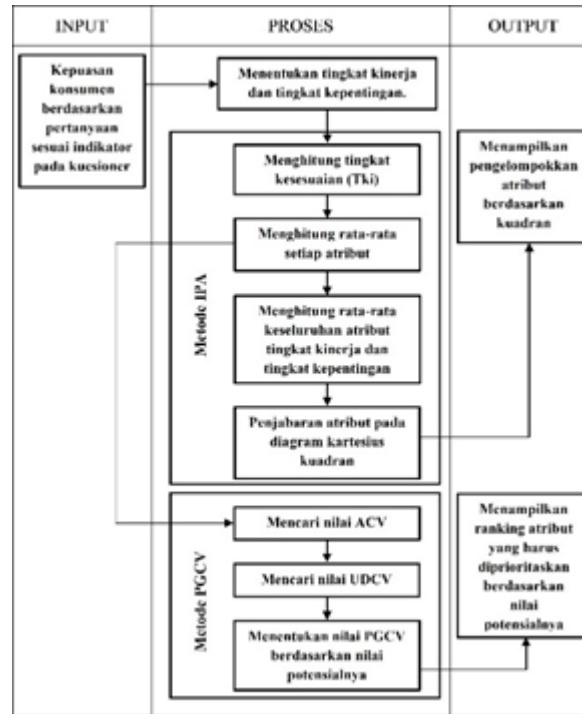 INPUT
PROSES
OUTPUT
Kepuasan
konsumen
berdasarkan
pertanyaan
sesuai indikator
pada kuesioner
Menentukan tingkat kinerja
dan tingkat kepentingan.
Metode IPA
Menghitung tingkat
kesesuaian (Tki)
Menghitung rata-rata
setiap atribut
Menghitung rata-rata
keseluruhan atribut
tingkat kinerja dan
tingkat kepentingan
Penjabaran atribut pada
diagram kartesius
kuadran
Menampilkan
pengelompokkan
atribut
berdasarkan
kuadran
Metode PGCV
Mencari nilai ACV
Mencari nilai UDCV
Menentukan nilai PGCV
berdasarkan nilai
potensialnya
Menampilkan
ranking atribut
yang harus
diprioritaskan
berdasarkan
nilai
potensialnya